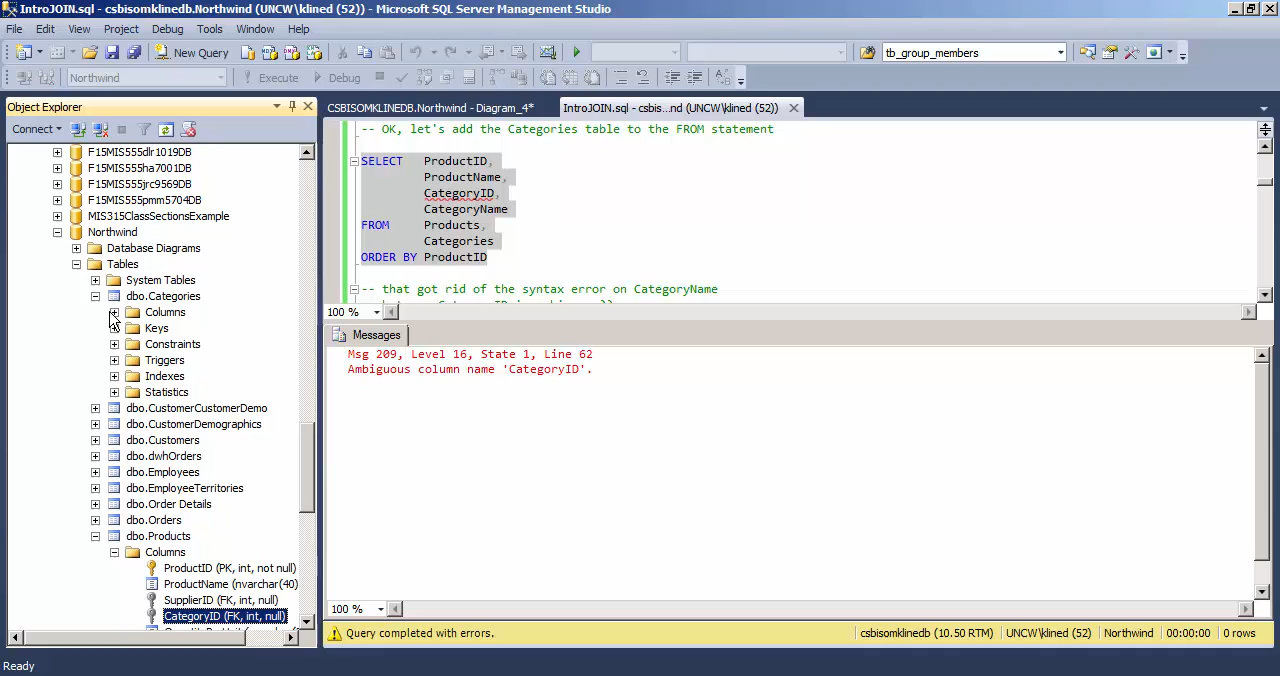 IntroJOIN.sql - csbisomklinedb.Northwind (UNCW\klined (52)) - Microsoft SQL Server Management Studio
File Edit View Project Debug Tools Window Help
New Query tb_group_members
Northwind Execute Debug
Object Explorer
CSBISOMKLINEDB.Northwind - Diagram_4* IntroJOIN.sql - csbis...nd (UNCW\klined (52))
Connect
F15MIS555dlr1019DB
F15MIS555ha7001DB
F15MIS555jrc9569DB
F15MIS555pmm5704DB
MIS315ClassSectionsExample
Northwind
Database Diagrams
Tables
System Tables
dbo.Categories
Columns
Keys
Constraints
Triggers
Indexes
Statistics
dbo.CustomerCustomerDemo
dbo.CustomerDemographics
dbo.Customers
dbo.dwhOrders
dbo.Employees
dbo.EmployeeTerritories
dbo.Order Details
dbo.Orders
dbo.Products
Columns
ProductID (PK, int, not null)
ProductName (nvarchar(40)
SupplierID (FK, int, null)
CategoryID (FK, int, null)
-- OK, let's add the Categories table to the FROM statement
SELECT ProductID,
ProductName,
CategoryID,
CategoryName
FROM Products,
Categories
ORDER BY ProductID
-- that got rid of the syntax error on CategoryName
100 %
Messages
Msg 209, Level 16, State 1, Line 62
Ambiguous column name 'CategoryID'.
100 %
Query completed with errors. csbisomklinedb (10.50 RTM) UNCW\klined (52) Northwind 00:00:00 0 rows
Ready